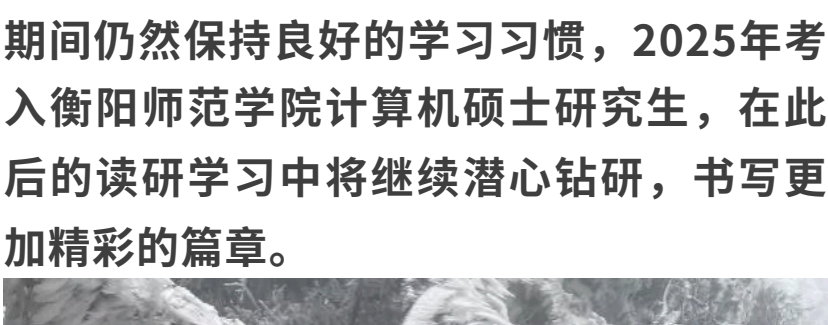 期间仍然保持良好的学习习惯，2025年考
入衡阳师范学院计算机硕士研究生，在此
后的读研学习中将继续潜心钻研，书写更
加精彩的篇章。